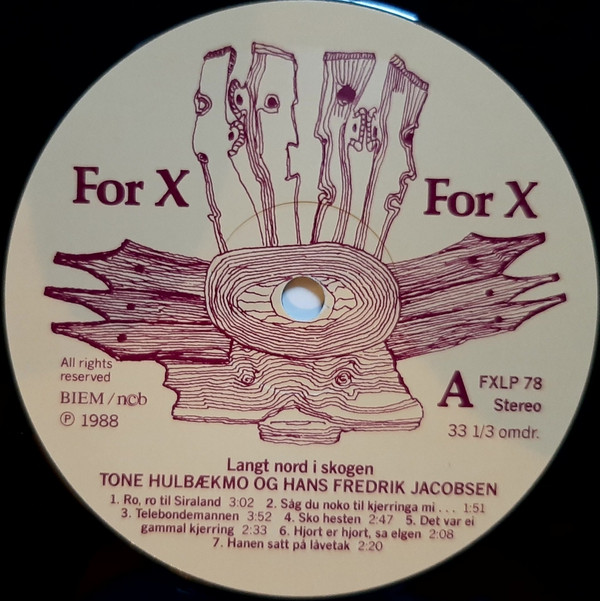 For X
For X
All rights
reserved
BIEM / n©b
℗ 1988
A
FXLP 78
Stereo
33 1/3 omdr.
Langt nord i skogen
TONE HULBÆKMO OG HANS FREDRIK JACOBSEN
1. Ro, ro til Siraland 3:02 2. Såg du noko til kjerringa mi . . . 1:51
3. Telebondemannen 3:52 4. Sko hesten 2:47 5. Det var ei
gammal kjerring 2:33 6. Hjort er hjort, sa elgen 2:08
7. Hanen satt på låvetak 2:20